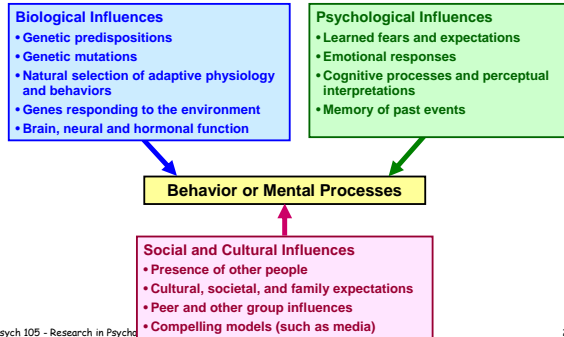 Biological Influences
• Genetic predispositions
• Genetic mutations
• Natural selection of adaptive physiology
and behaviors
• Genes responding to the environment
• Brain, neural and hormonal function
Psychological Influences
• Learned fears and expectations
• Emotional responses
• Cognitive processes and perceptual
interpretations
• Memory of past events
Behavior or Mental Processes
Social and Cultural Influences
• Presence of other people
• Cultural, societal, and family expectations
• Peer and other group influences
• Compelling models (such as media)
105 - Research in